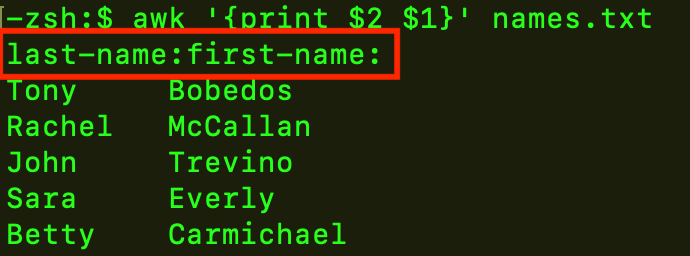 -zsh:$ awk '{print $2 $1}' names.txt
last-name:first-name:
Tony     Bobedos
Rachel   McCallan
John     Trevino
Sara     Everly
Betty    Carmichael